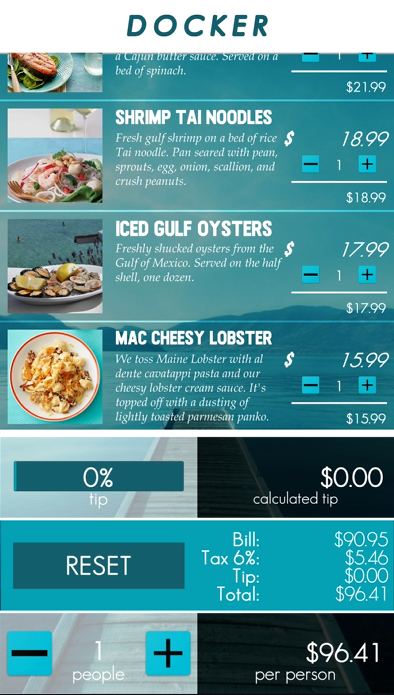 DOCKER
a Cajun butter sauce. Served on a
bed of spinach.
1
$21.99
SHRIMP TAI NOODLES
Fresh gulf shrimp on a bed of rice
Tai noodle. Pan seared with pean,
sprouts, egg, onion, scallion, and
crush peanuts.
$ 18.99
1
$18.99
ICED GULF OYSTERS
Freshly shucked oysters from the
Gulf of Mexico. Served on the half
shell, one dozen.
$ 17.99
1
$17.99
MAC CHEESY LOBSTER
We toss Maine Lobster with al
dente cavatappi pasta and our
cheesy lobster cream sauce. It's
topped off with a dusting of
lightly toasted parmesan panko.
$ 15.99
1
$15.99
0%
tip
$0.00
calculated tip
RESET
Bill: $90.95
Tax 6%: $5.46
Tip: $0.00
Total: $96.41
1
people
$96.41
per person